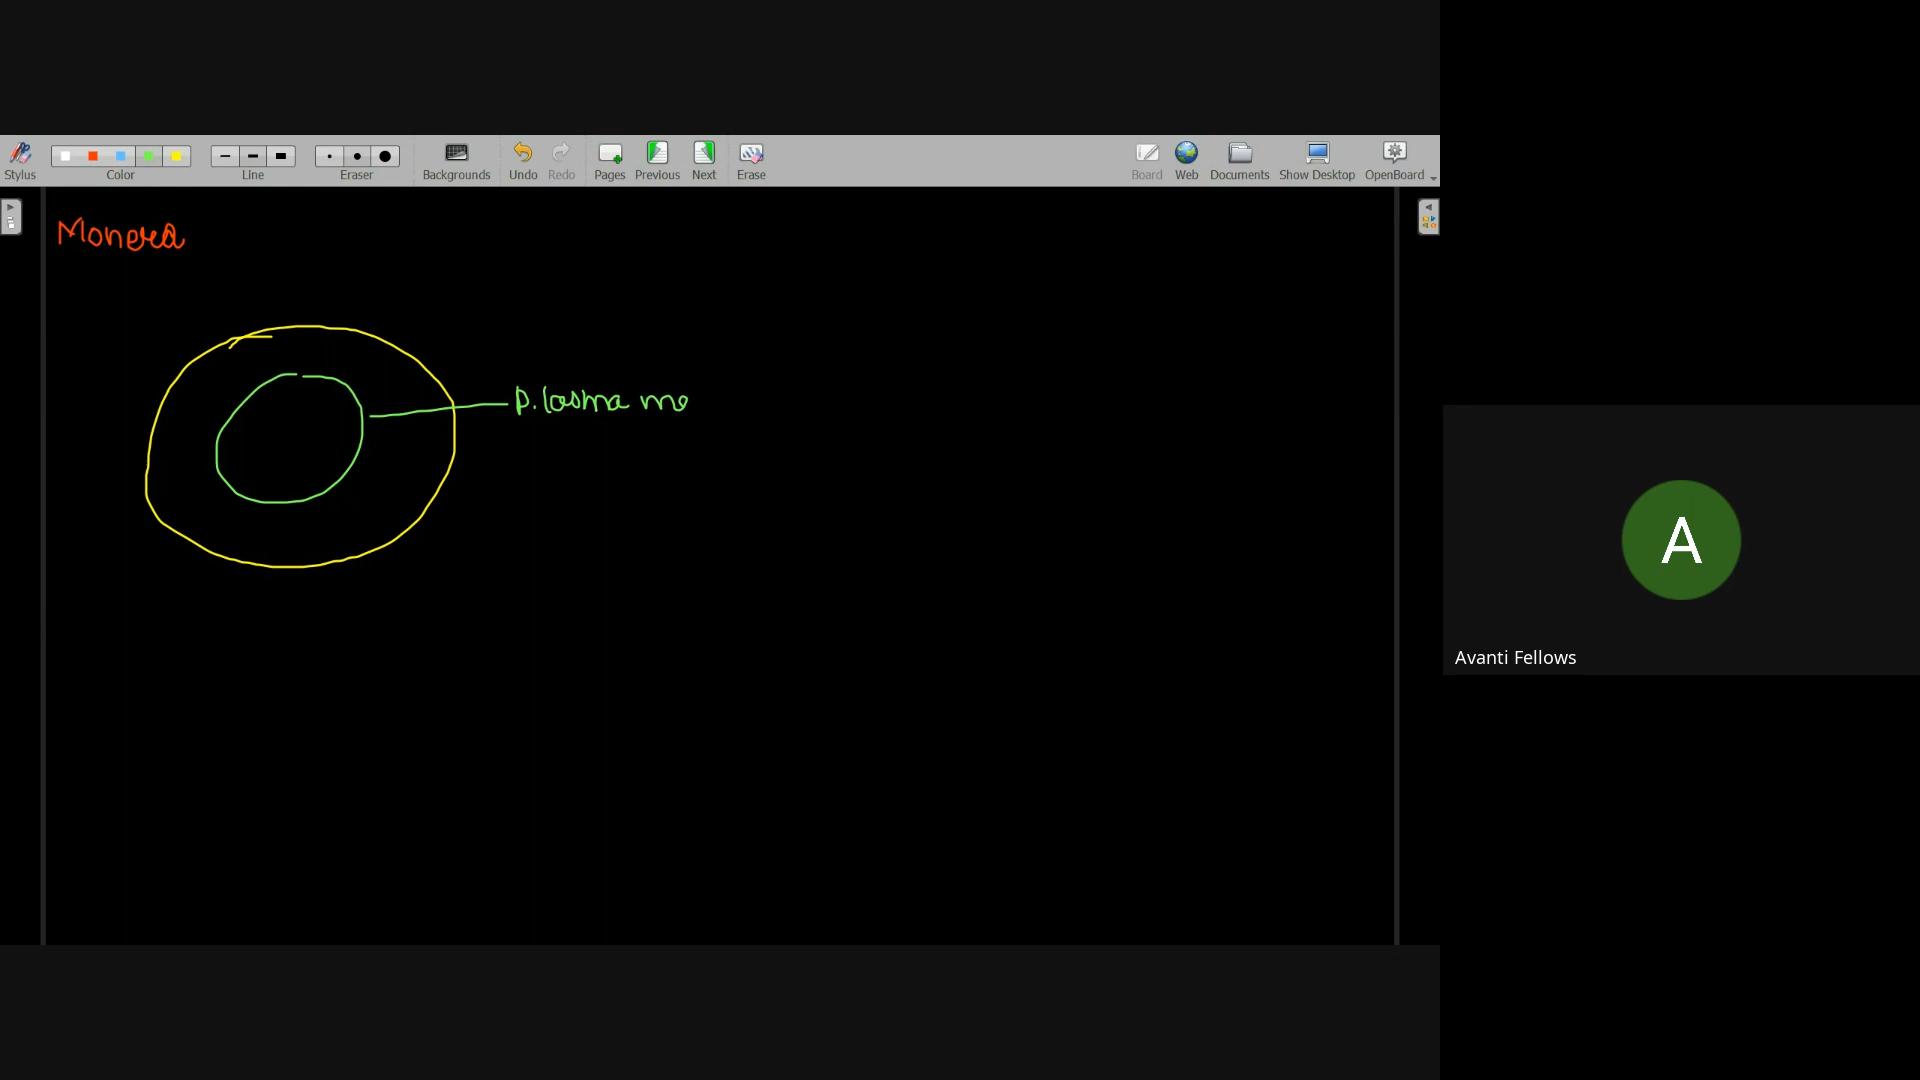 Stylus Color Line Eraser Backgrounds Undo Redo Pages Previous Next Erase Board Web Documents Show Desktop OpenBoard
Monera
P.lasma me
A
Avanti Fellows